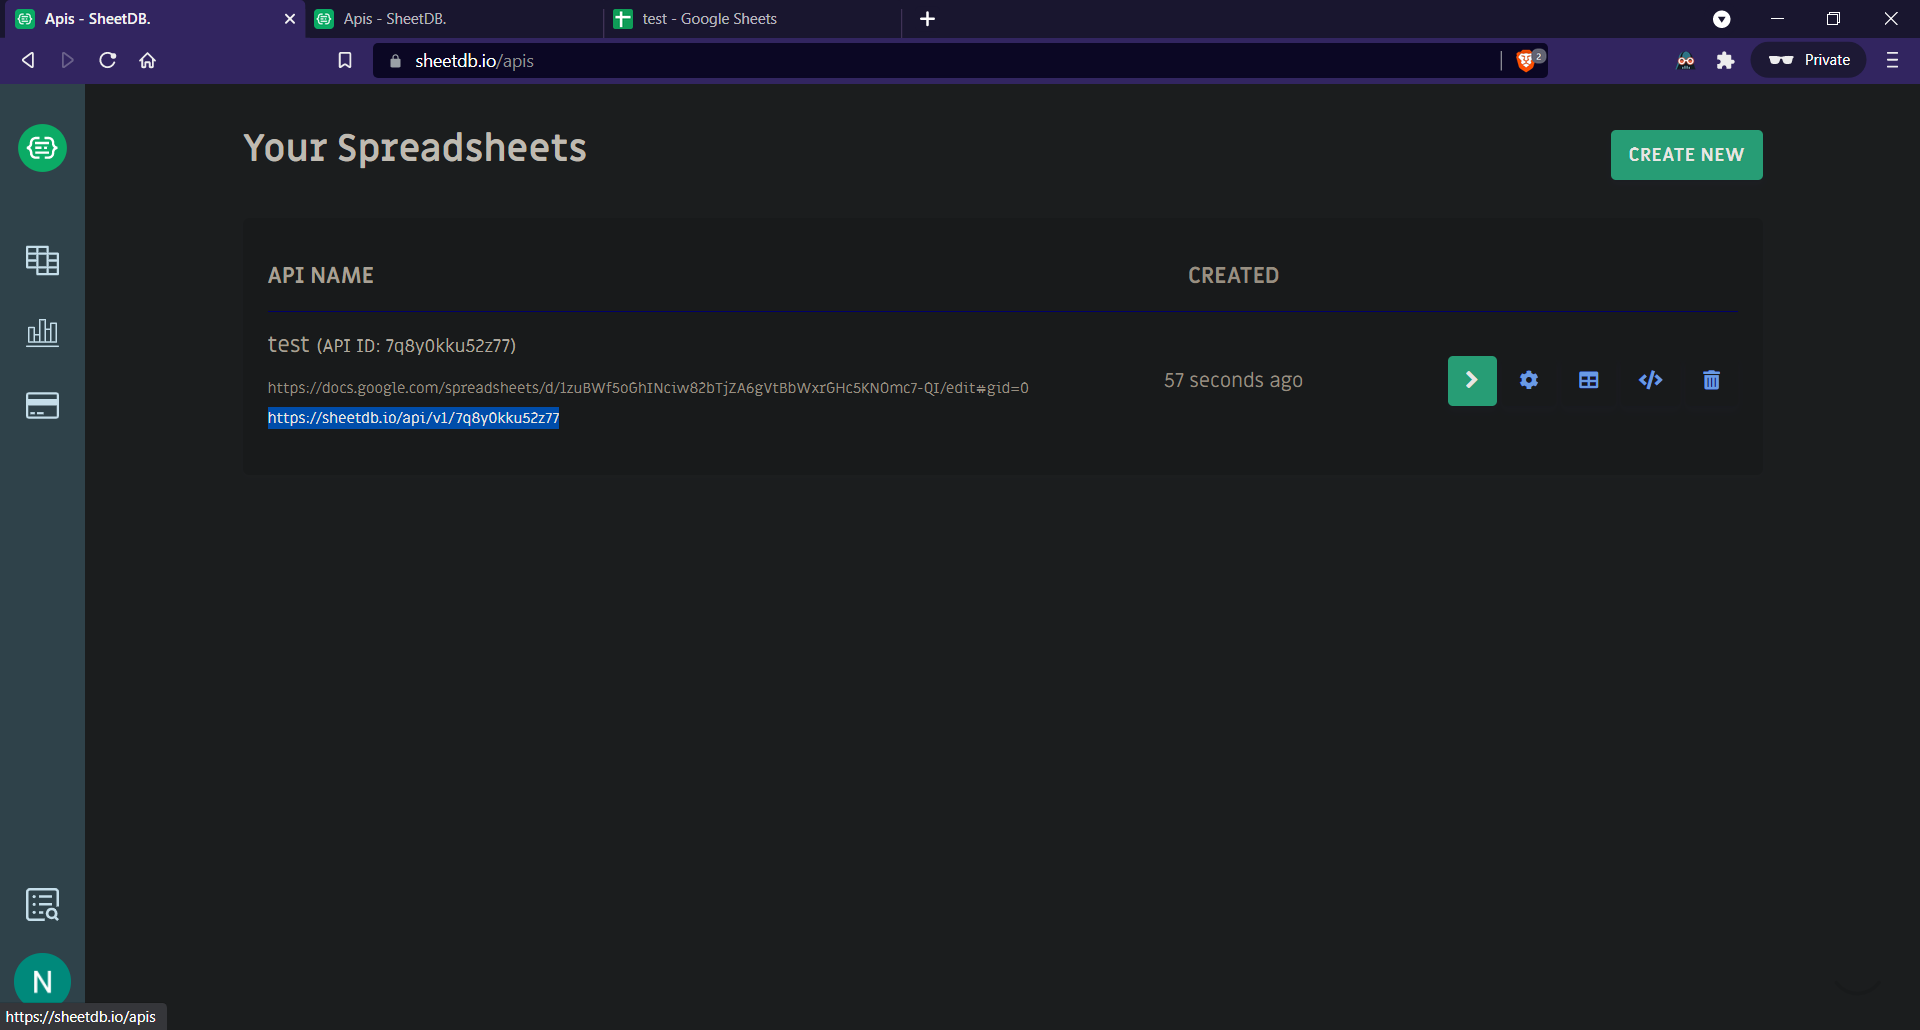 Apis - SheetDB.
Apis - SheetDB.
test - Google Sheets
sheetdb.io/apis
2
Private
Your Spreadsheets
CREATE NEW
API NAME
CREATED
test (API ID: 7q8y0kku52z77)
https://docs.google.com/spreadsheets/d/1zuBWf5oGhINciw82bTjZA6gVtBbWxrGHc5KN0mc7-QI/edit#gid=0
57 seconds ago
https://sheetdb.io/api/v1/7q8y0kku52z77
N
https://sheetdb.io/apis